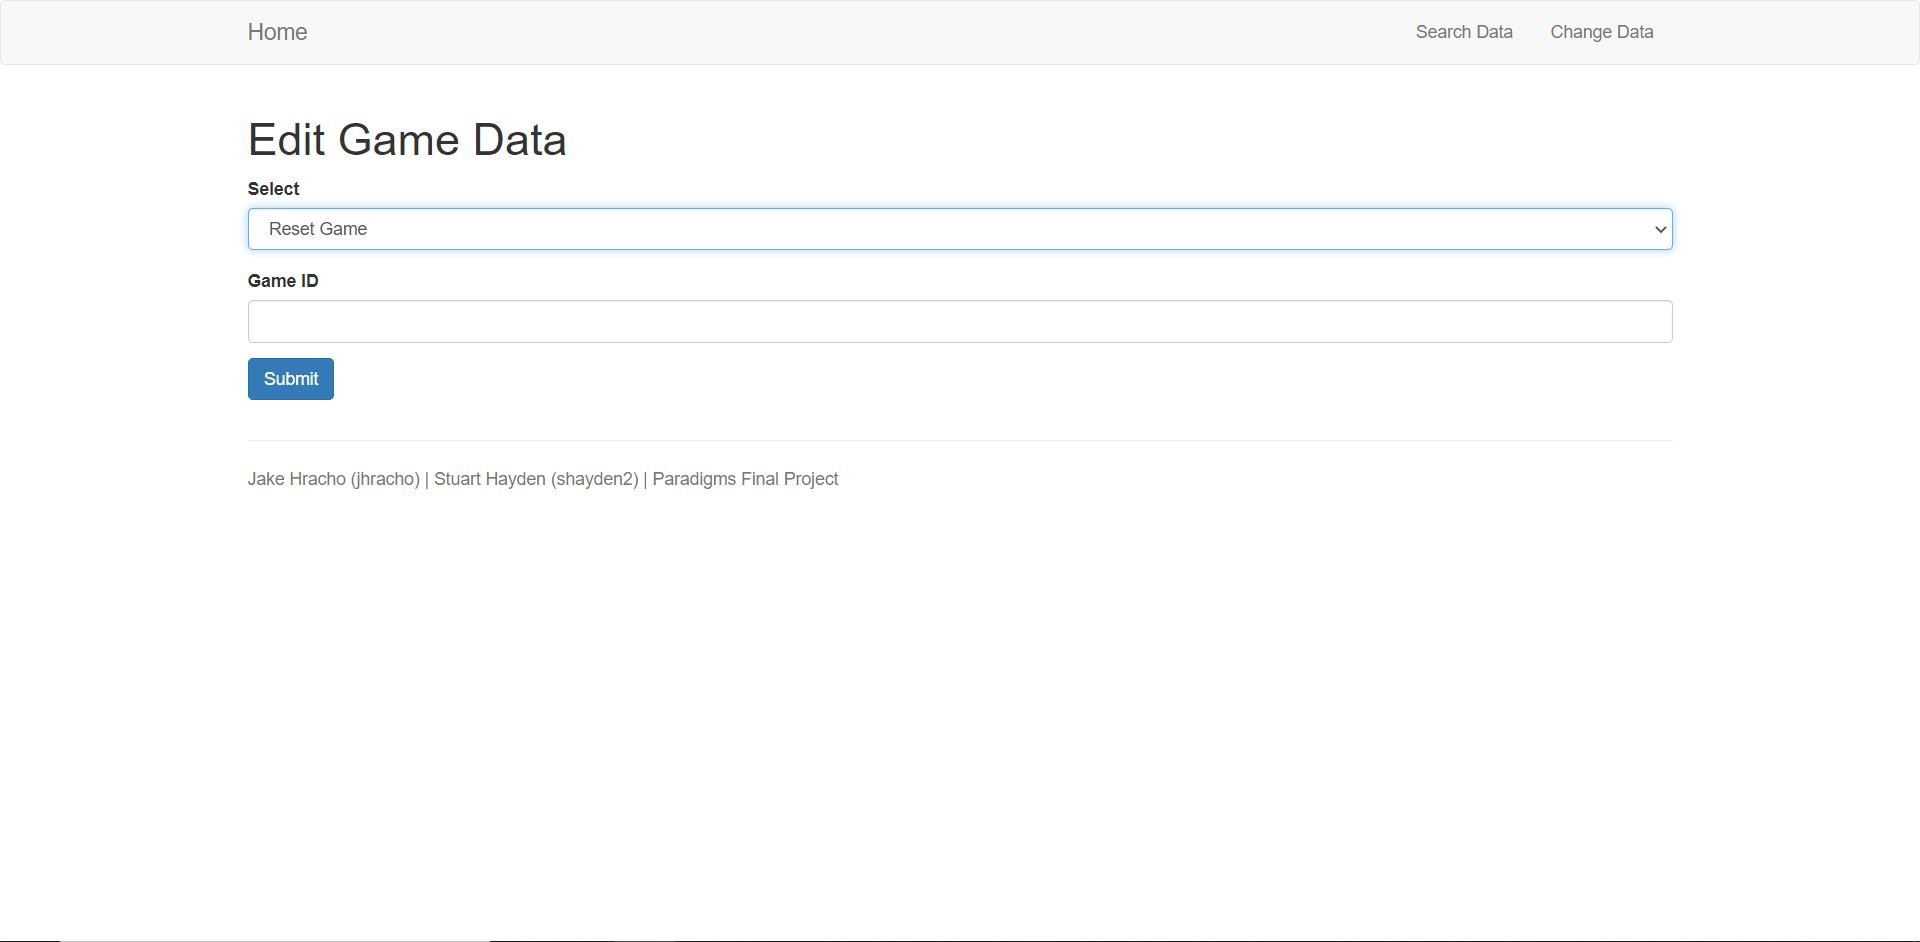 Home Search Data Change Data
Edit Game Data
Select
Reset Game
Game ID
Submit
Jake Hracho (jhracho) | Stuart Hayden (shayden2) | Paradigms Final Project